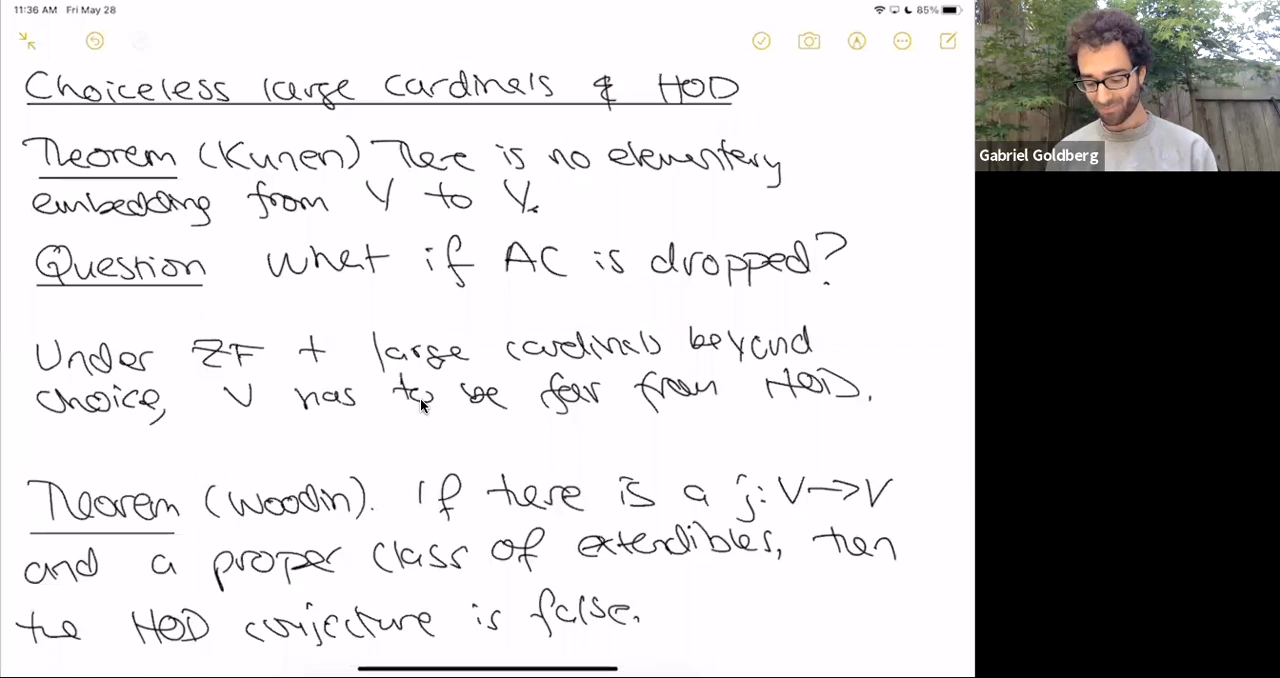 11:36 AM Fri May 28
85%
Choiceless large cardinals & HOD
Theorem (Kunen) There is no elementary
embedding from V to V.
Question What if AC is dropped?
Under ZF + large cardinals beyond
choice, V has to be far from HOD.
Theorem (Woodin). If there is a j: V→V
and a proper class of extendibles, then
the HOD conjecture is false.
Gabriel Goldberg